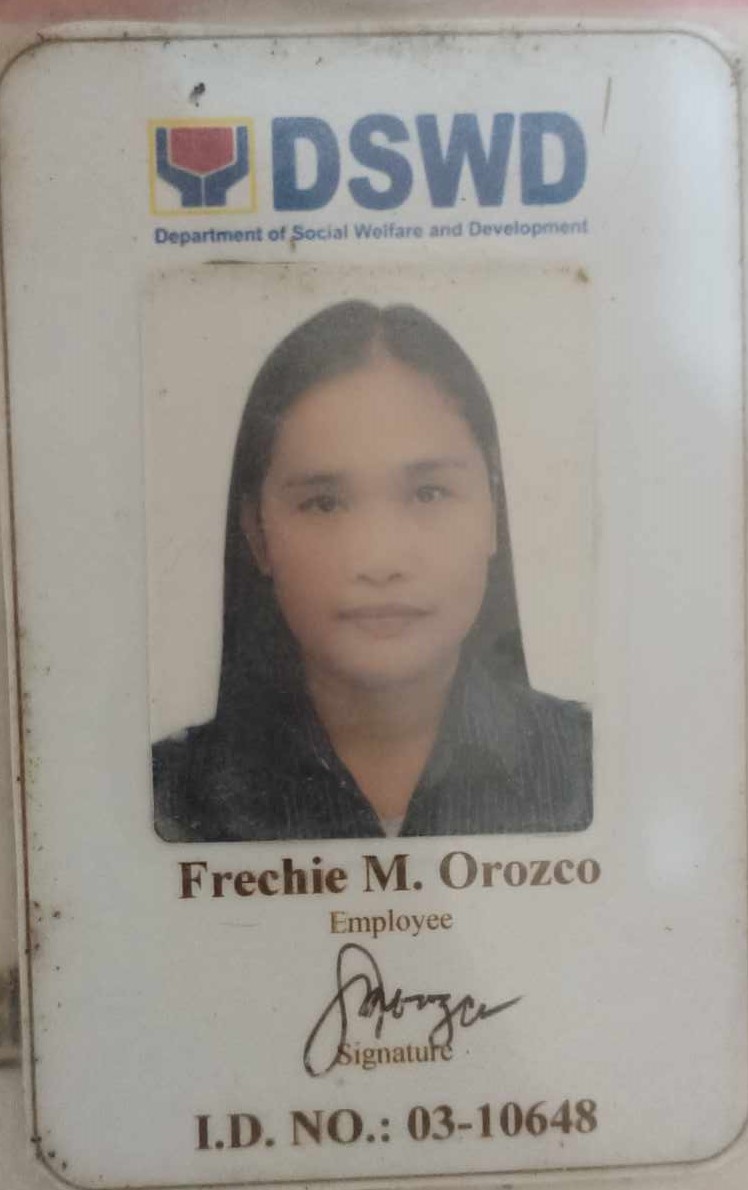 DSWD
Department of Social Welfare and Development
Frechie M. Orozco
Employee
Signature
I.D. NO.: 03-10648